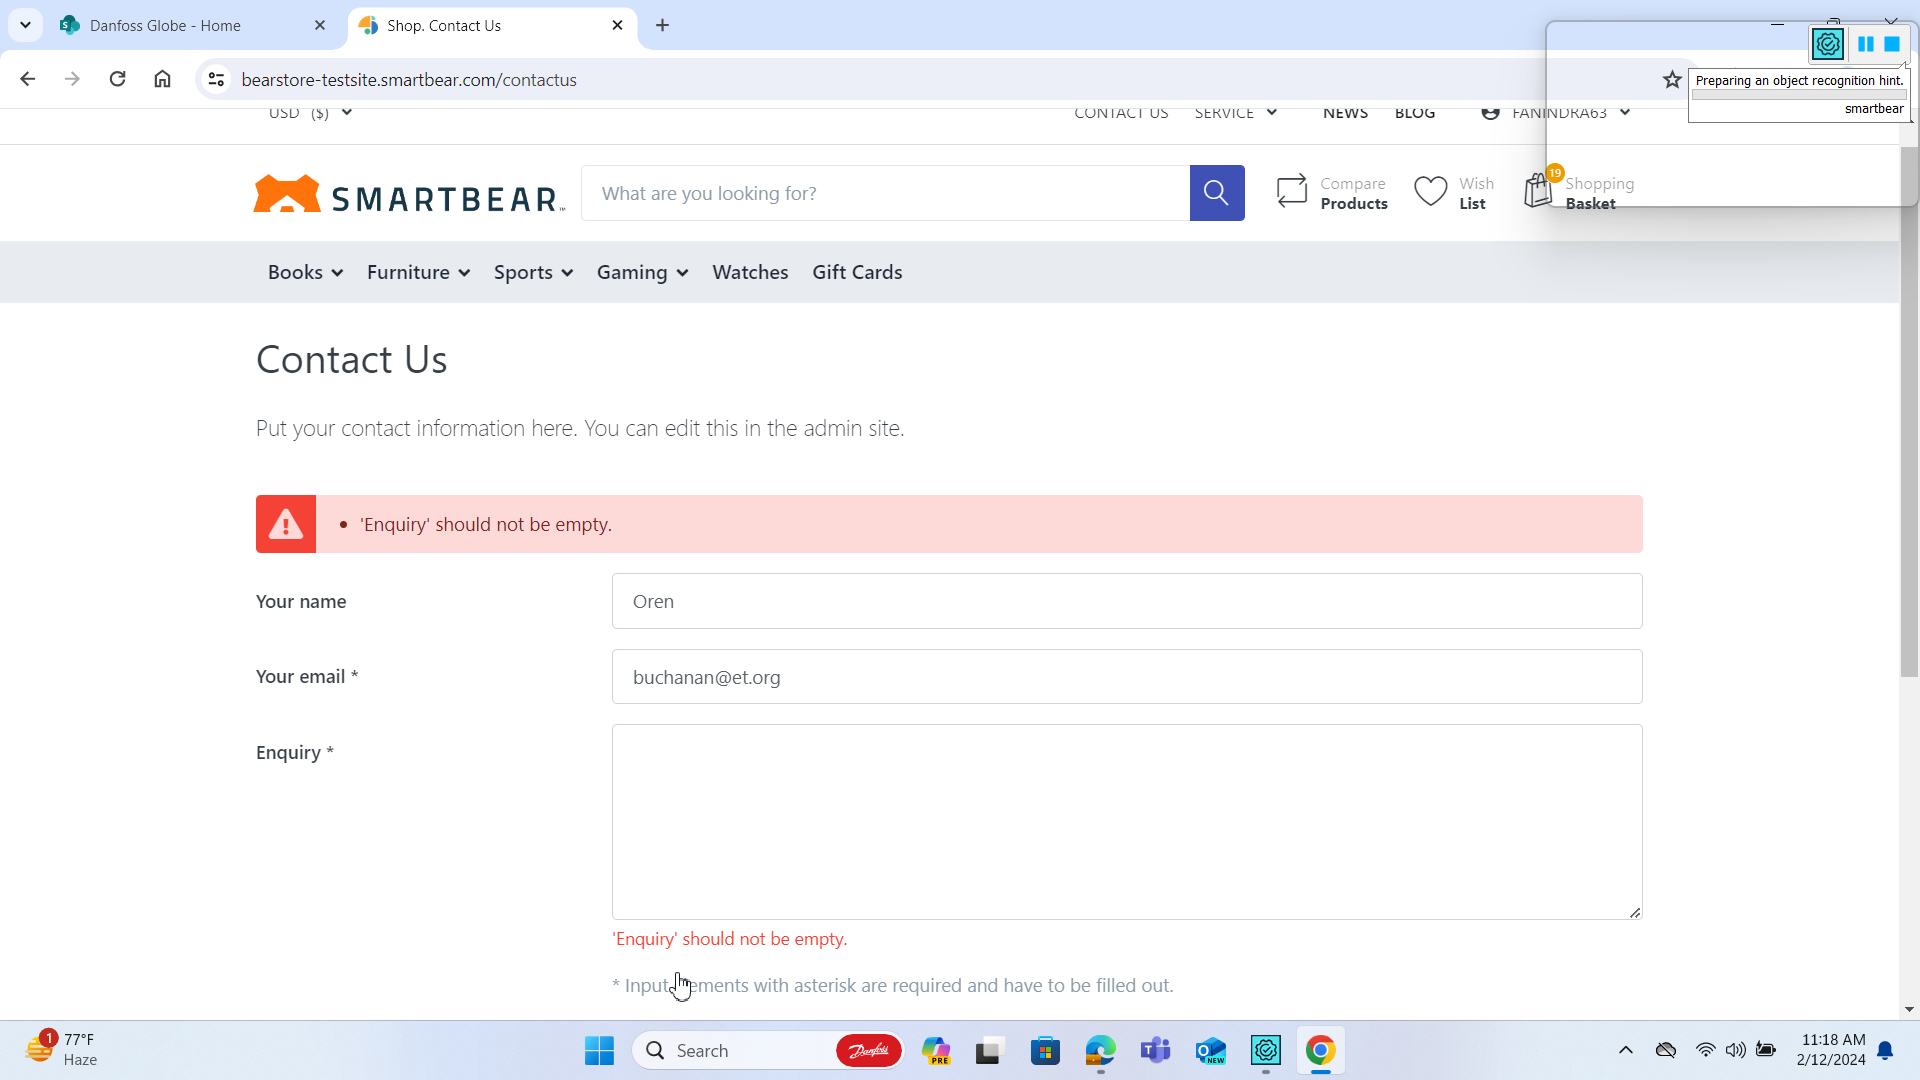 Danfoss Globe - Home
Shop. Contact Us
bearstore-testsite.smartbear.com/contactus
Preparing an object recognition hint.
smartbear
USD ($)
CONTACT US
SERVICE
NEWS
BLOG
FANINDRA63
SMARTBEAR™
What are you looking for?
Compare
Products
Wish
List
19
Shopping
Basket
Books
Furniture
Sports
Gaming
Watches
Gift Cards
Contact Us
Put your contact information here. You can edit this in the admin site.
• 'Enquiry' should not be empty.
Your name
Oren
Your email *
buchanan@et.org
Enquiry *
'Enquiry' should not be empty.
* Input ements with asterisk are required and have to be filled out.
1
77°F
Haze
Search
Danfoss
PRE
NEW
11:18 AM
2/12/2024